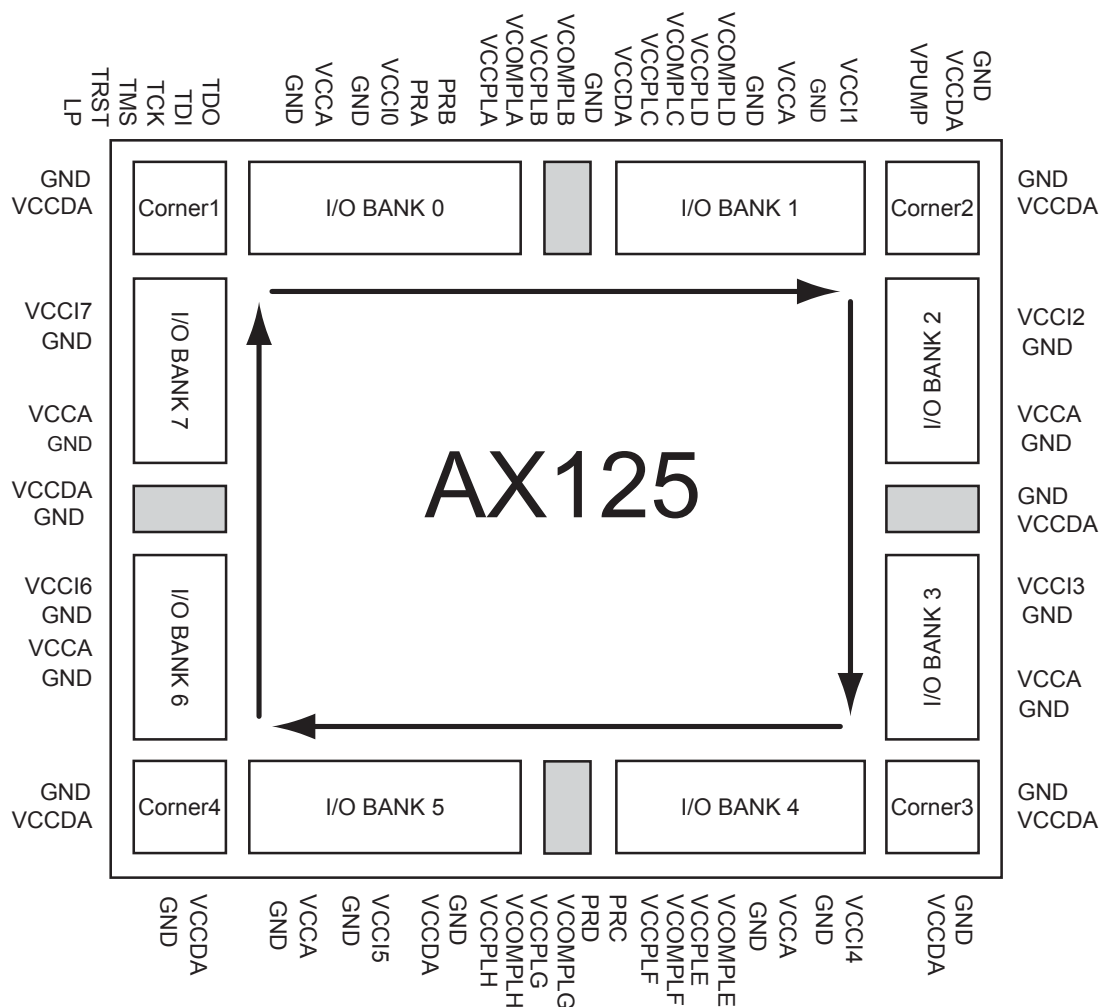 LP
TRST
TMS
TCK
TDI
TDO
GND
VCCA
GND
VCCI0
PRA
PRB
VCCPLA
VCOMPLA
VCCPLB
VCOMPLB
GND
VCCDA
VCCPLC
VCOMPLC
VCCPLD
VCOMPLD
GND
VCCA
GND
VCCI1
VPUMP
VCCDA
GND
GND
VCCDA
Corner1
I/O BANK 0
I/O BANK 1
Corner2
GND
VCCDA
VCCI7
GND
VCCA
GND
I/O BANK 7
I/O BANK 2
VCCI2
GND
VCCA
GND
AX125
VCCDA
GND
GND
VCCDA
VCCI6
GND
VCCA
GND
I/O BANK 6
I/O BANK 3
VCCI3
GND
VCCA
GND
GND
VCCDA
Corner4
I/O BANK 5
I/O BANK 4
Corner3
GND
VCCDA
GND
VCCDA
GND
VCCA
GND
VCCI5
VCCDA
GND
VCCPLH
VCOMPLH
VCCPLG
VCOMPLG
PRD
PRC
VCCPLF
VCOMPLF
VCCPLE
VCOMPLE
GND
VCCA
GND
VCCI4
VCCDA
GND